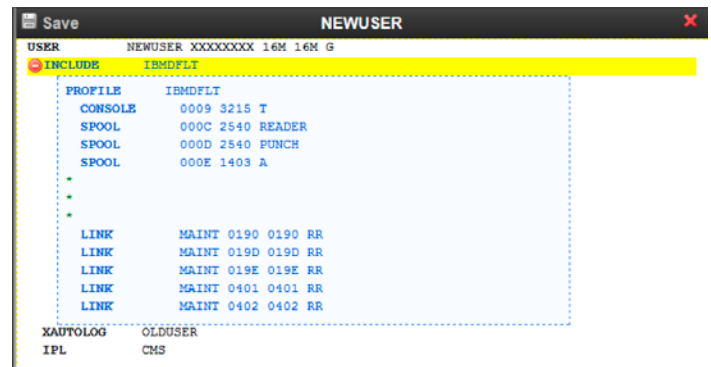 Save NEWUSER
USER NEWUSER XXXXXXXX 16M 16M G
INCLUDE IBMDFLT
PROFILE IBMDFLT
CONSOLE 0009 3215 T
SPOOL 000C 2540 READER
SPOOL 000D 2540 PUNCH
SPOOL 000E 1403 A
*
*
*
LINK MAINT 0190 0190 RR
LINK MAINT 019D 019D RR
LINK MAINT 019E 019E RR
LINK MAINT 0401 0401 RR
LINK MAINT 0402 0402 RR
XAUTOLOG OLDUSER
IPL CMS